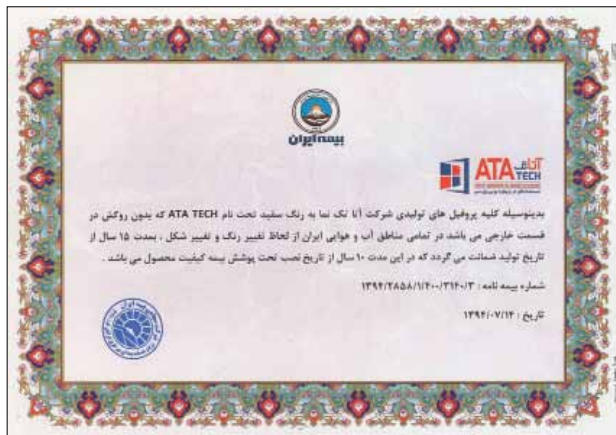 بیمه ایران
آتا تک
ATA
TECH
بدینوسیله کلیه پروفیل های تولیدی شرکت آتا تک نما به رنگ سفید تحت نام ATA TECH که بدون روکش در
قسمت خارجی می باشد در تمامی مناطق آب و هوایی ایران از لحاظ تغییر رنگ و تغییر شکل ، بمدت ۱۵ سال از
تاریخ تولید ضمانت می گردد که در این مدت ۱۰ سال از تاریخ نصب تحت پوشش بیمه کیفیت محصول می باشد .
شماره بیمه نامه : ۱۳۹۴/۲۸۵۸/۱/۴۰۰/۳۱۴۰/۳
تاریخ : ۱۳۹۴/۰۷/۱۴